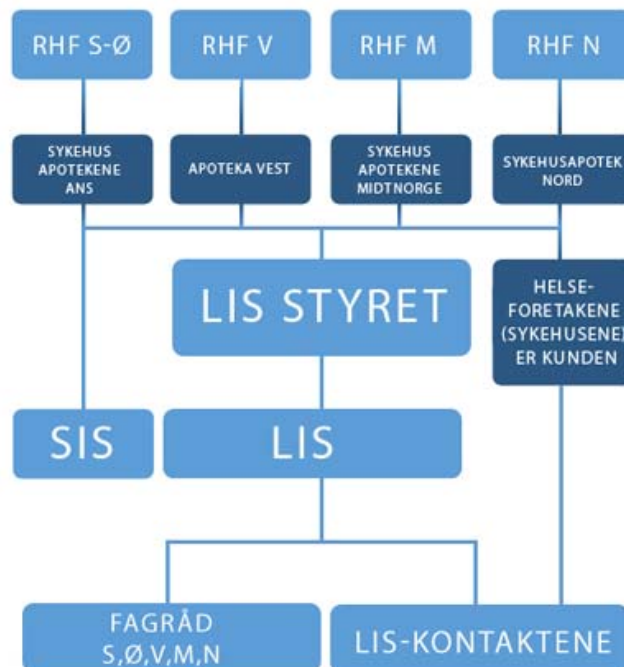 RHF S-Ø
RHF V
RHF M
RHF N
SYKEHUS
APOTEKENE
ANS
APOTEKA VEST
SYKEHUS
APOTEKENE
MIDTNORGE
SYKEHUSAPOTEK
NORD
LIS STYRET
HELSE-
FORETAKENE
(SYKEHUSENE)
ER KUNDEN
SIS
LIS
FAGRÅD
S,Ø,V,M,N
LIS-KONTAKTENE